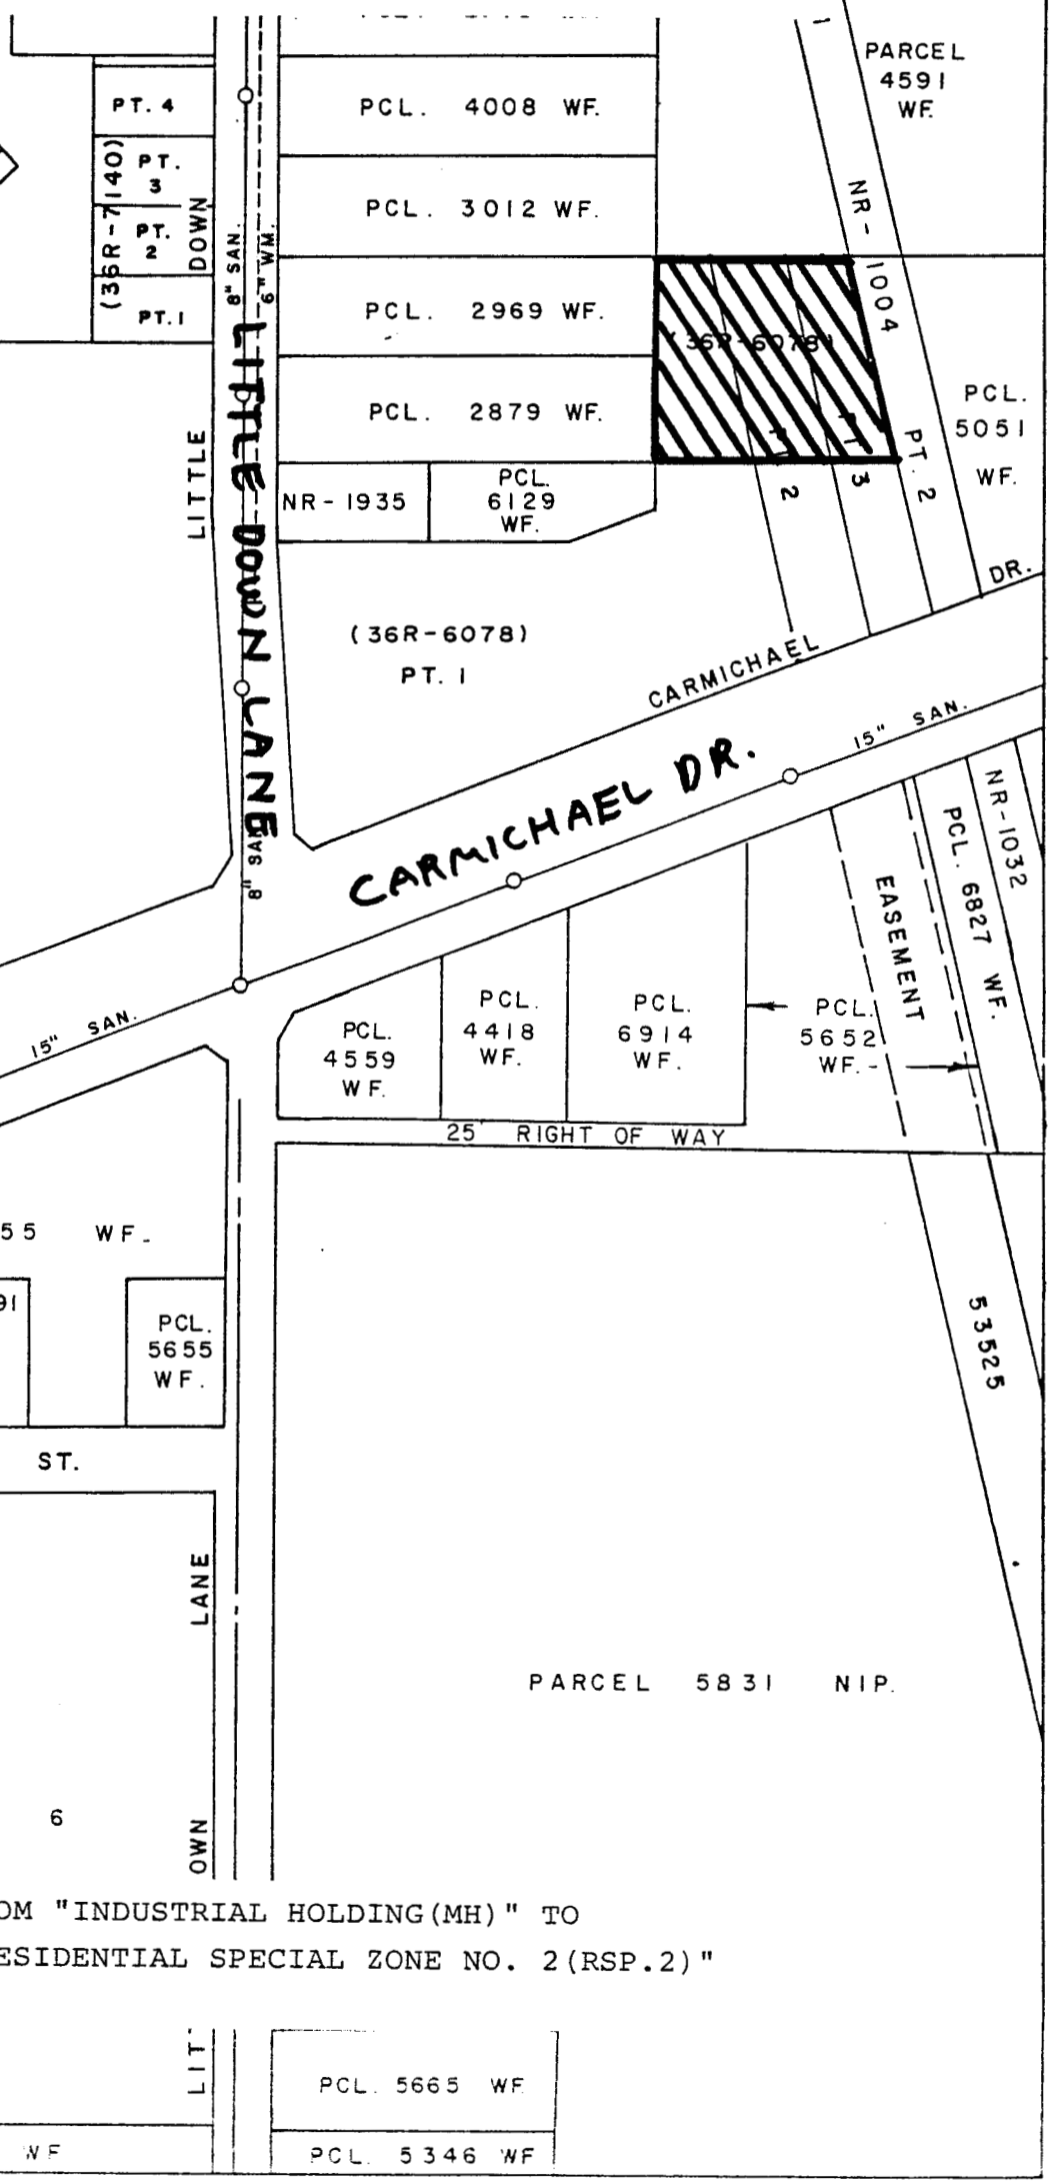 PARCEL
4591
WF.
1
PT. 4
PCL. 4008 WF.
PT.
3
(36R-7140)
PCL. 3012 WF.
NR-1004
PT.
2
DOWN
8" SAN.
6" WM.
PT. 1
PCL. 2969 WF.
(36R-6078)
LITTLE DOWN LANE
PCL. 2879 WF.
PCL.
5051
WF.
LITTLE
NR-1935
PCL.
6129
WF.
PT
2
PT
3
PT. 2
DR.
(36R-6078)
PT. 1
CARMICHAEL
15" SAN.
CARMICHAEL DR.
8" SAN
NR-1032
PCL. 6827 WF.
EASEMENT
15" SAN.
PCL.
4559
WF.
PCL.
4418
WF.
PCL.
6914
WF.
PCL.
5652
WF.-
25' RIGHT OF WAY
55 WF.
91
PCL.
5655
WF.
53525
ST.
LANE
PARCEL 5831 NIP.
6
OWN
OM "INDUSTRIAL HOLDING(MH)" TO
ESIDENTIAL SPECIAL ZONE NO. 2(RSP.2)"
LIT
PCL. 5665 WF
WF
PCL. 5346 WF